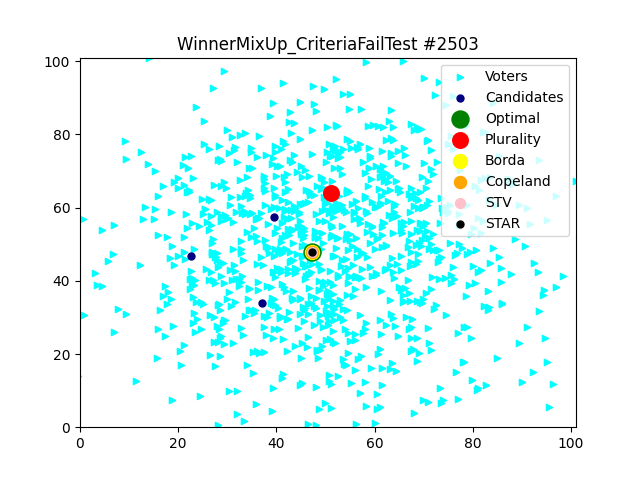 WinnerMixUp_CriteriaFailTest #2503
Voters
Candidates
Optimal
Plurality
Borda
Copeland
STV
STAR
100
80
60
40
20
0
0 20 40 60 80 100